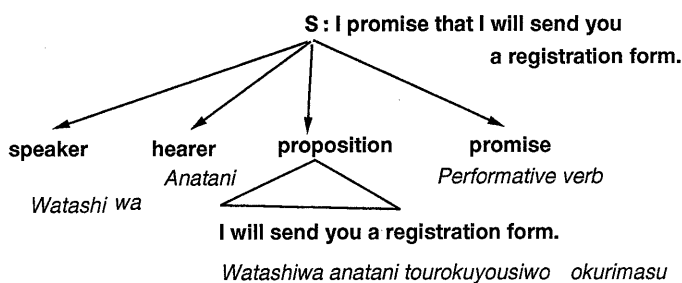 S : I promise that I will send you
a registration form.
speaker hearer proposition promise
Anatani Performative verb
Watashi wa
I will send you a registration form.
Watashiwa anatani tourokuyousiwo okurimasu